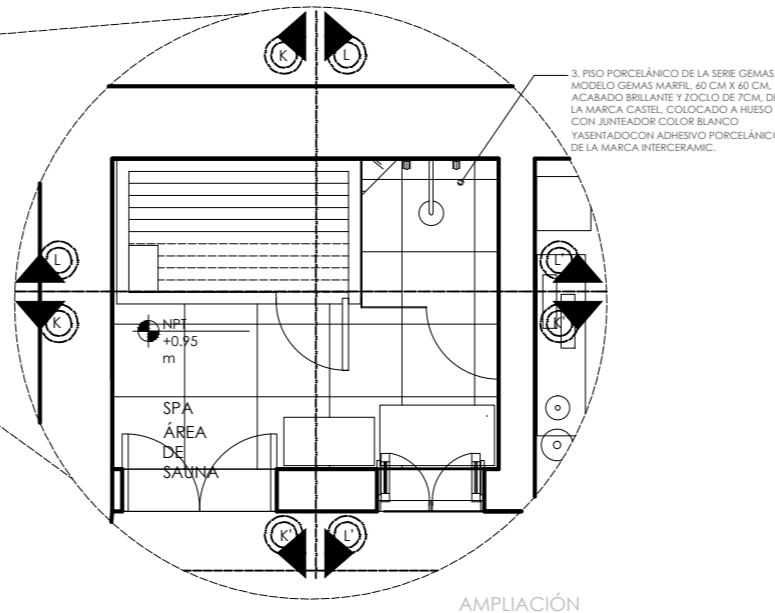 K
L
3. PISO PORCELÁNICO DE LA SERIE GEMAS,
MODELO GEMAS MARFIL, 60 CM X 60 CM,
ACABADO BRILLANTE Y ZOCLO DE 7CM, DE
LA MARCA CASTEL, COLOCADO A HUESO
CON JUNTEADOR COLOR BLANCO
YASENTADOCON ADHESIVO PORCELÁNICO
DE LA MARCA INTERCERAMIC.
L
L'
K
K'
NPT
+0.95
m
SPA
ÁREA
DE
SAUNA
K'
L'
AMPLIACIÓN